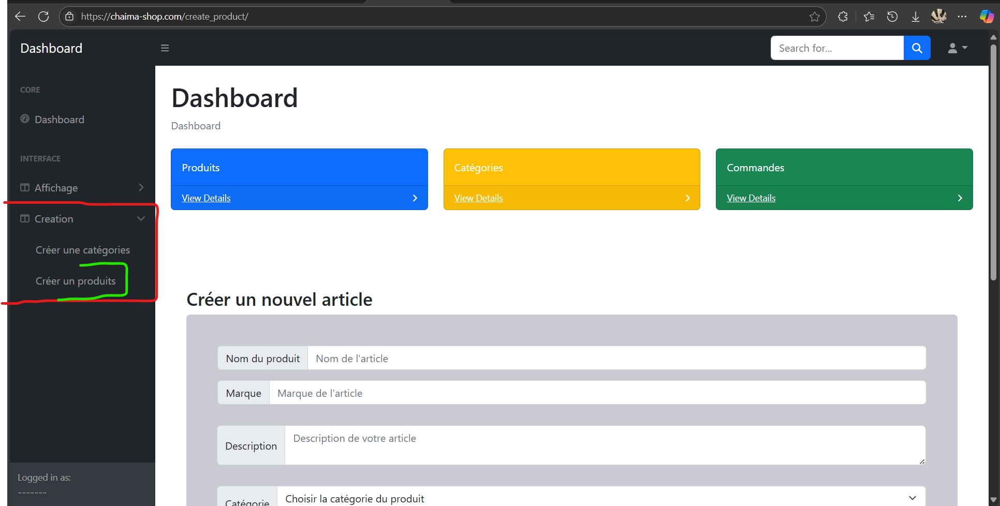 https://chaima-shop.com/create_product/
Dashboard
Search for...
CORE
Dashboard
INTERFACE
Affichage
Creation
Créer une catégories
Créer un produits
Logged in as:
-------
Dashboard
Dashboard
Produits
View Details
Catégories
View Details
Commandes
View Details
Créer un nouvel article
Nom du produit Nom de l'article
Marque Marque de l'article
Description Description de votre article
Catégorie Choisir la catégorie du produit